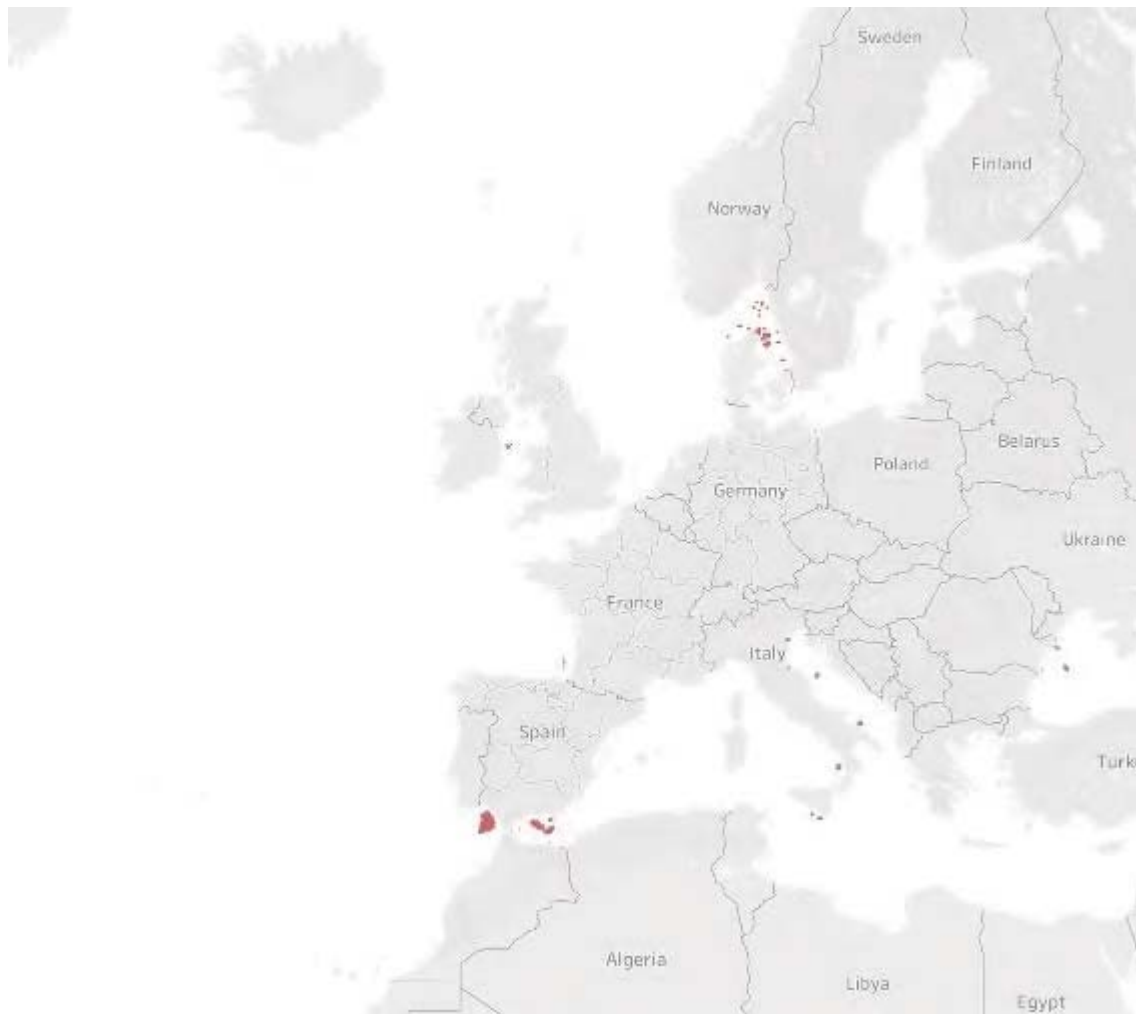 Sweden
Finland
Norway
Belarus
Poland
Germany
Ukraine
France
Italy
Spain
Turk
Algeria
Libya
Egypt